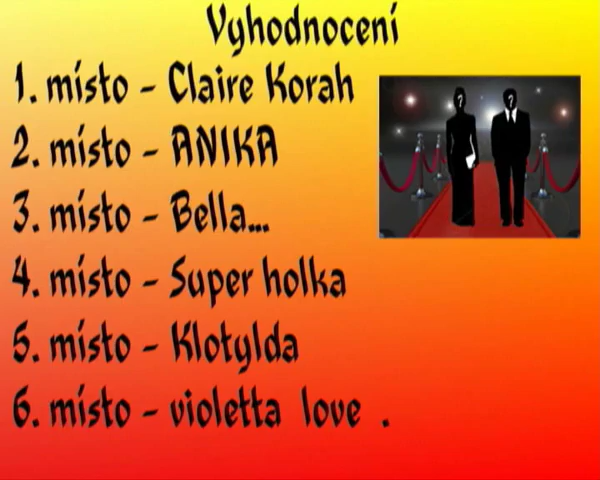 Vyhodnocení
1. místo - Claire Korah
2. místo - ANIKA
3. místo - Bella...
4. místo - Super holka
5. místo - Klotylda
6. místo - violetta love .